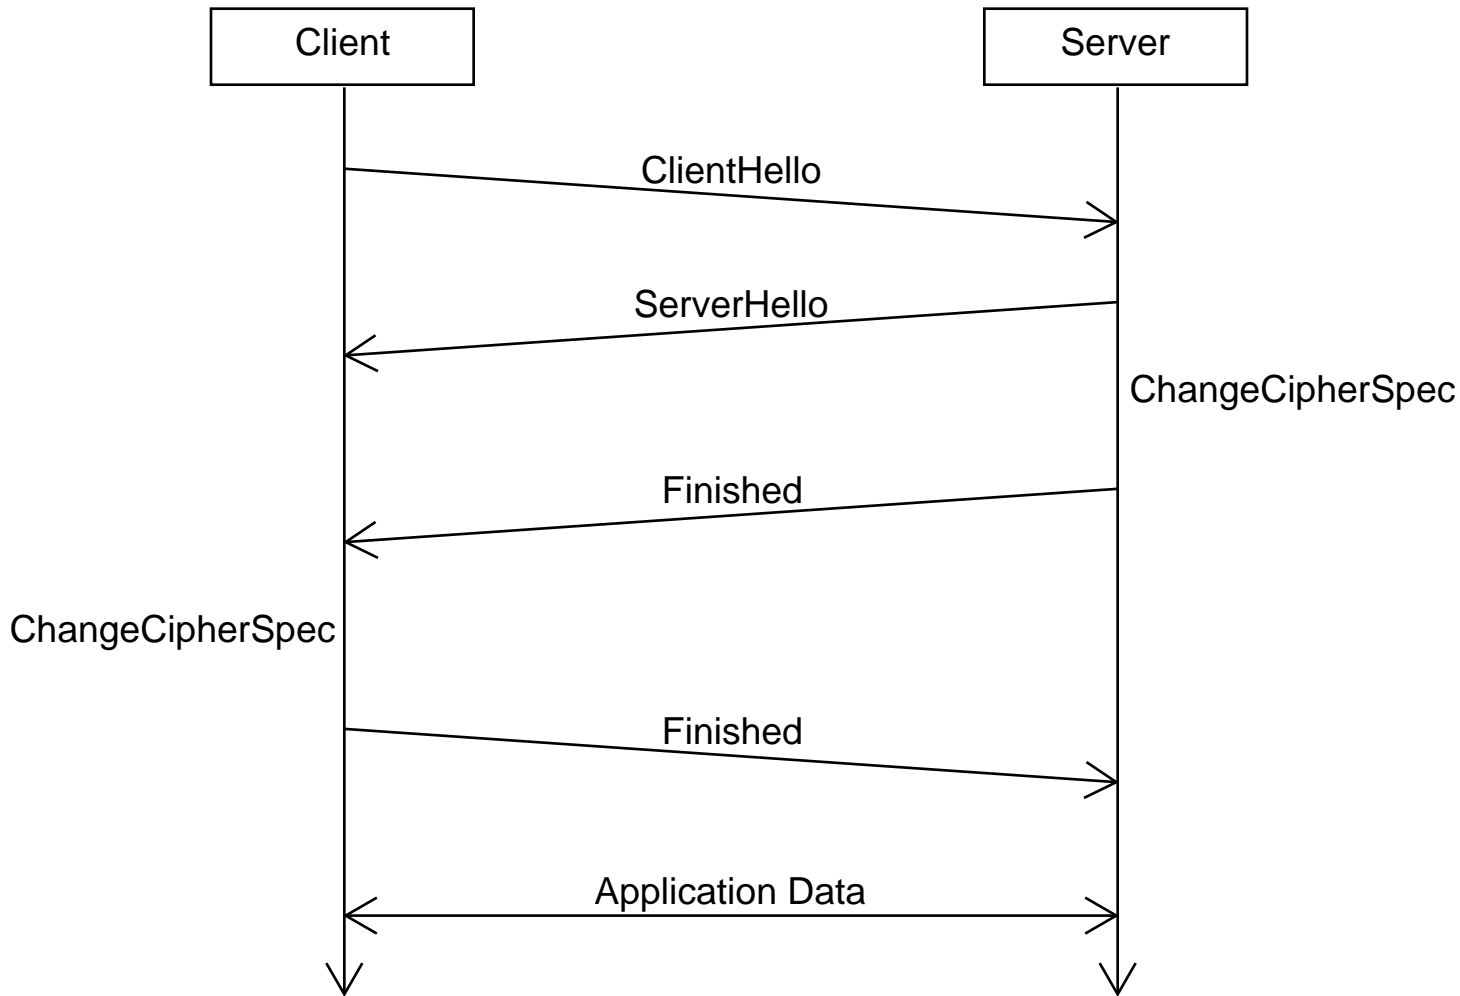 Client
Server
ClientHello
ServerHello
ChangeCipherSpec
Finished
ChangeCipherSpec
Finished
Application Data